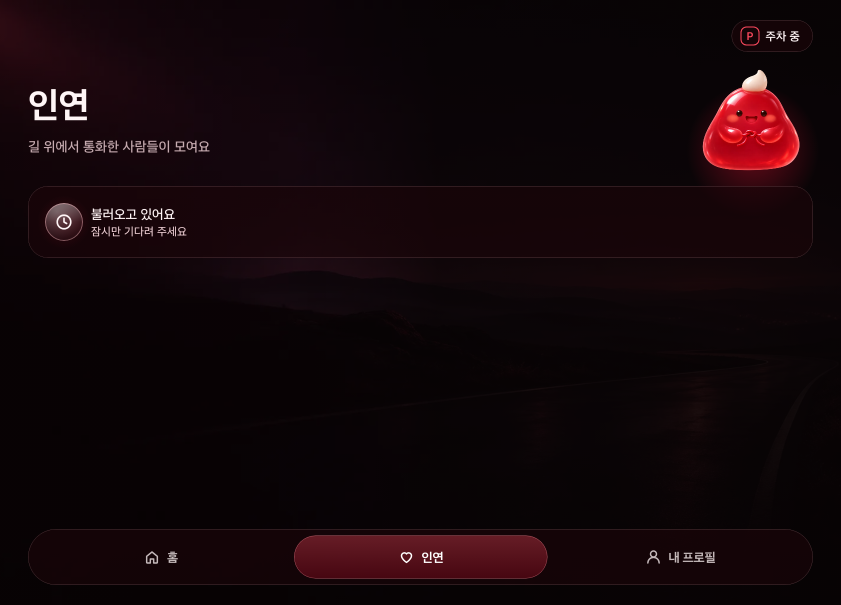 P 주차 중
인연
길 위에서 통화한 사람들이 모여요
불러오고 있어요
잠시만 기다려 주세요
홈
인연
내 프로필